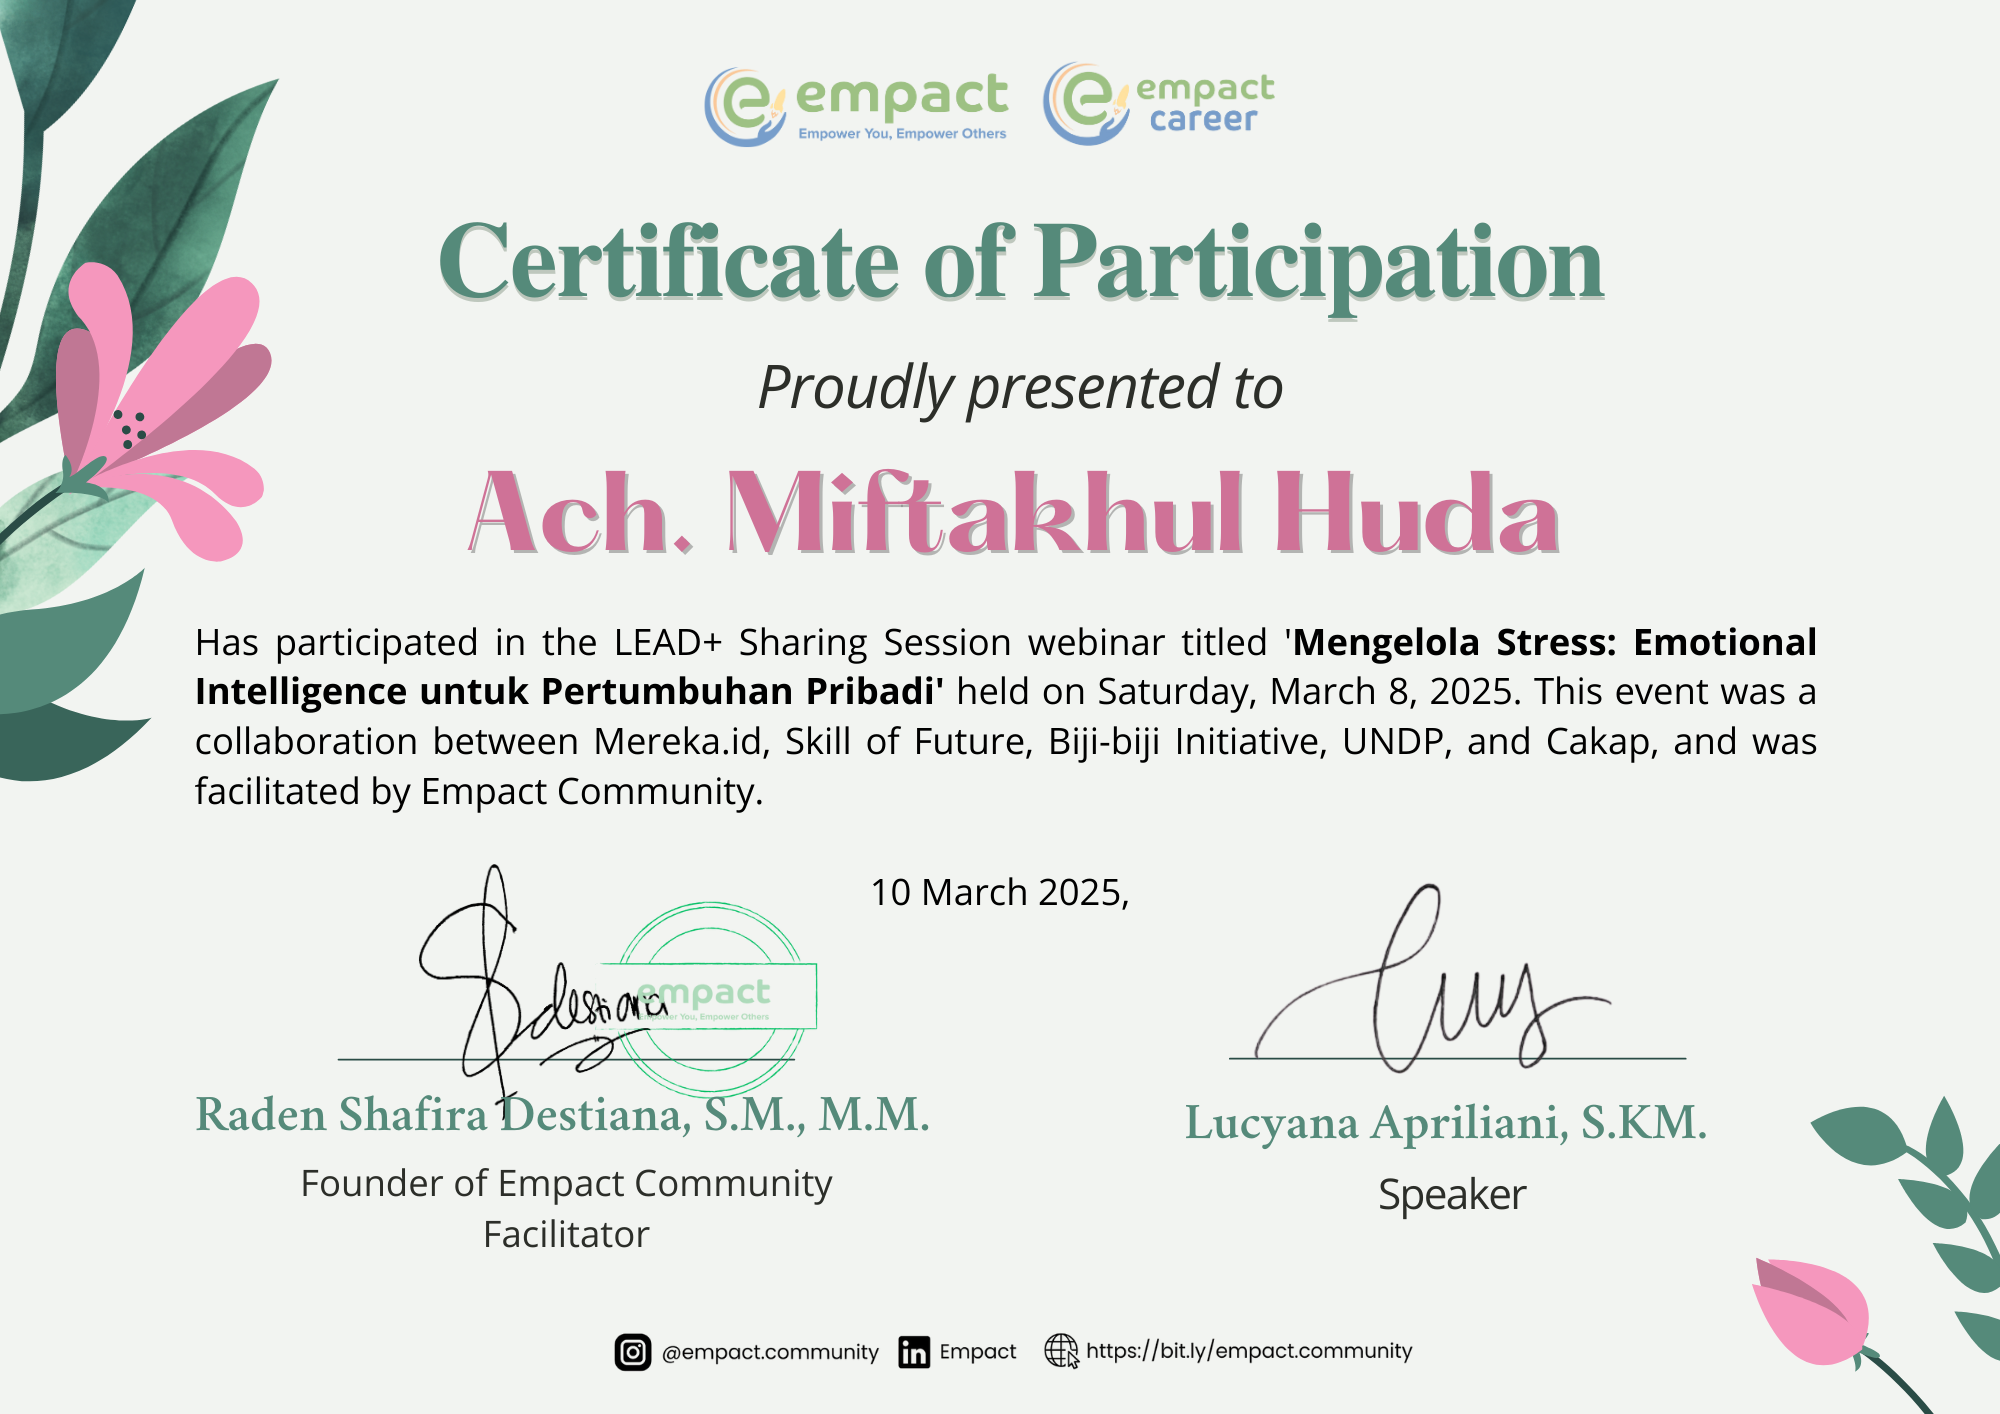 empact
Empower You, Empower Others
empact
career
Certificate of Participation
Proudly presented to
Ach. Miftakhul Huda
Has participated in the LEAD+ Sharing Session webinar titled 'Mengelola Stress: Emotional
Intelligence untuk Pertumbuhan Pribadi' held on Saturday, March 8, 2025. This event was a
collaboration between Mereka.id, Skill of Future, Biji-biji Initiative, UNDP, and Cakap, and was
facilitated by Empact Community.
10 March 2025,
destiana
empact
Empower You, Empower Others
Raden Shafira Destiana, S.M., M.M.
Founder of Empact Community
Facilitator
Lucyana Apriliani, S.KM.
Speaker
@empact.community
Empact
https://bit.ly/empact.community